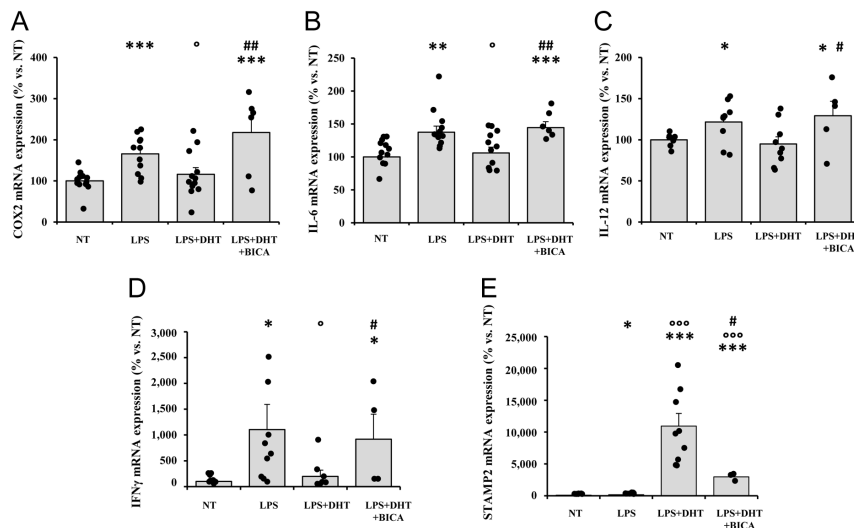 A
COX2 mRNA expression (% vs. NT)
400
300
200
100
0
***
°
##
***
NT
LPS
LPS+DHT
LPS+DHT
+BICA
B
IL-6 mRNA expression (% vs. NT)
250
200
150
100
50
0
**
°
##
***
NT
LPS
LPS+DHT
LPS+DHT
+BICA
C
IL-12 mRNA expression (% vs. NT)
200
150
100
50
0
*
* #
NT
LPS
LPS+DHT
LPS+DH
+BICA
D
IFNγ mRNA expression (% vs. NT)
3,000
2,500
2,000
1,500
1,000
500
0
*
°
#
*
NT
LPS
LPS+DHT
LPS+DHT
+BICA
E
STAMP2 mRNA expression (% vs. NT)
25,000
20,000
15,000
10,000
5,000
0
*
°°°
***
#
°°°
***
NT
LPS
LPS+DHT
LPS+DHT
+BICA